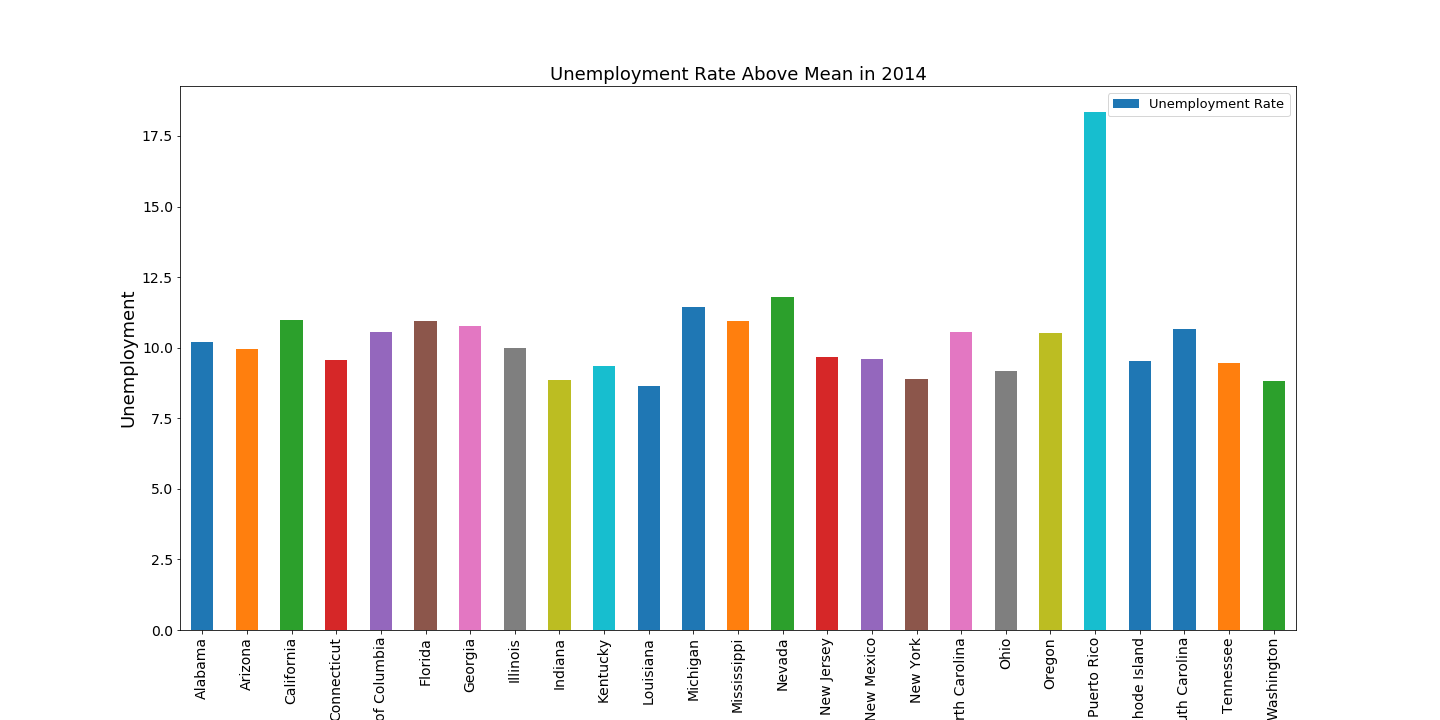 Unemployment Rate Above Mean in 2014
Unemployment Rate
Unemployment
17.5
15.0
12.5
10.0
7.5
5.0
2.5
0.0
Alabama
Arizona
California
Connecticut
of Columbia
Florida
Georgia
Illinois
Indiana
Kentucky
Louisiana
Michigan
Mississippi
Nevada
New Jersey
New Mexico
New York
rth Carolina
Ohio
Oregon
Puerto Rico
hode Island
uth Carolina
Tennessee
Washington